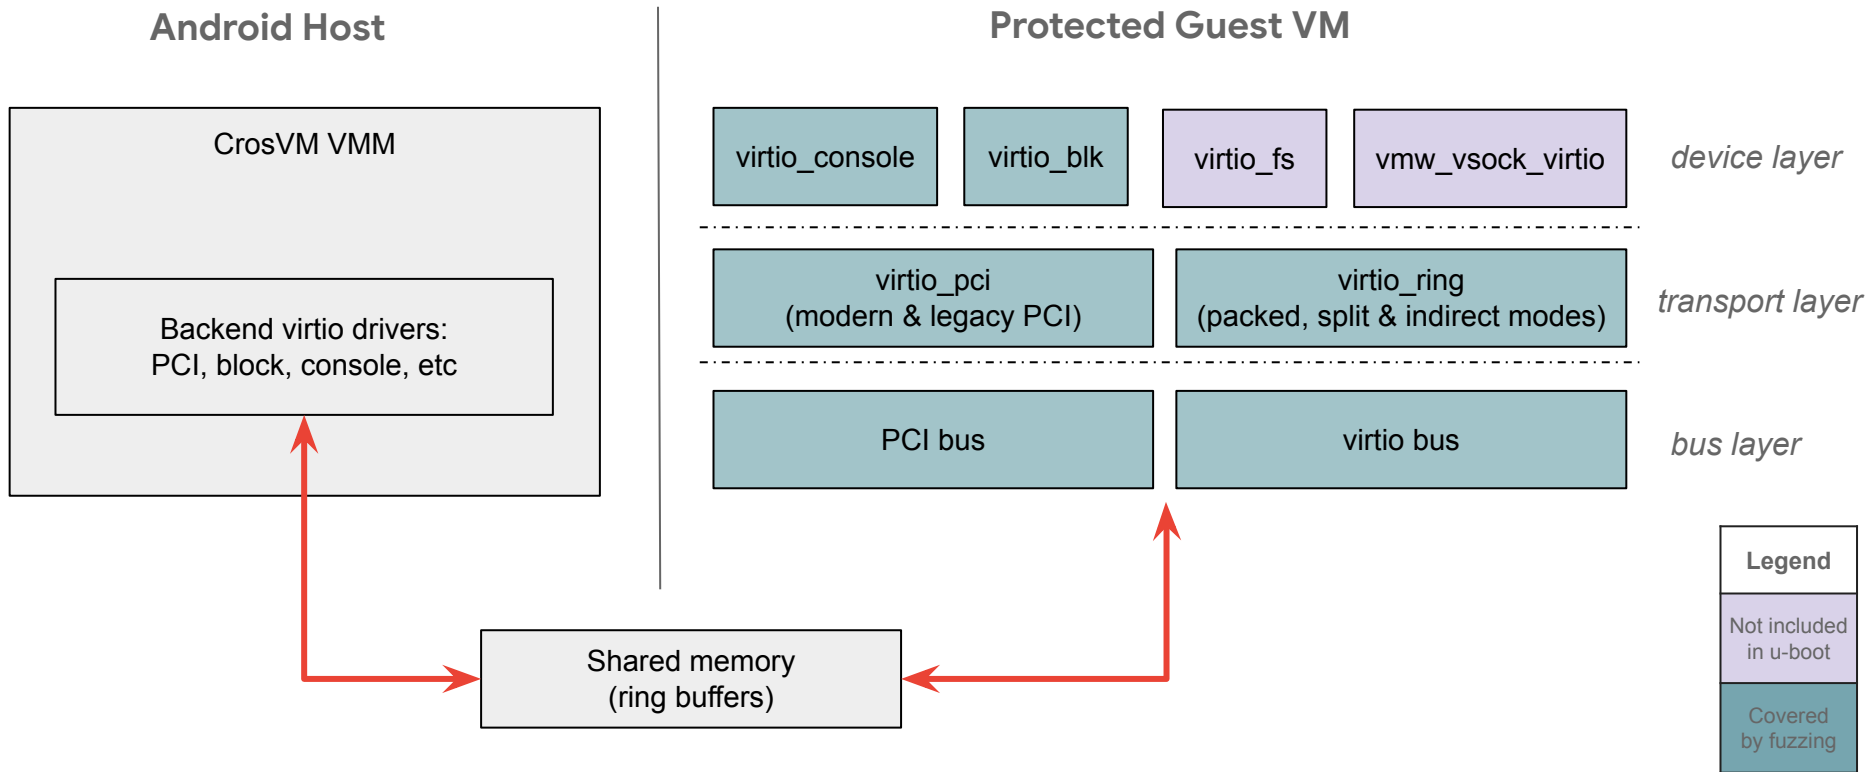 Android Host
Protected Guest VM
CrosVM VMM
Backend virtio drivers:
PCI, block, console, etc
virtio_console
virtio_blk
virtio_fs
vmw_vsock_virtio
device layer
virtio_pci
(modern & legacy PCI)
virtio_ring
(packed, split & indirect modes)
transport layer
PCI bus
virtio bus
bus layer
Shared memory
(ring buffers)
Legend
Not included
in u-boot
Covered
by fuzzing